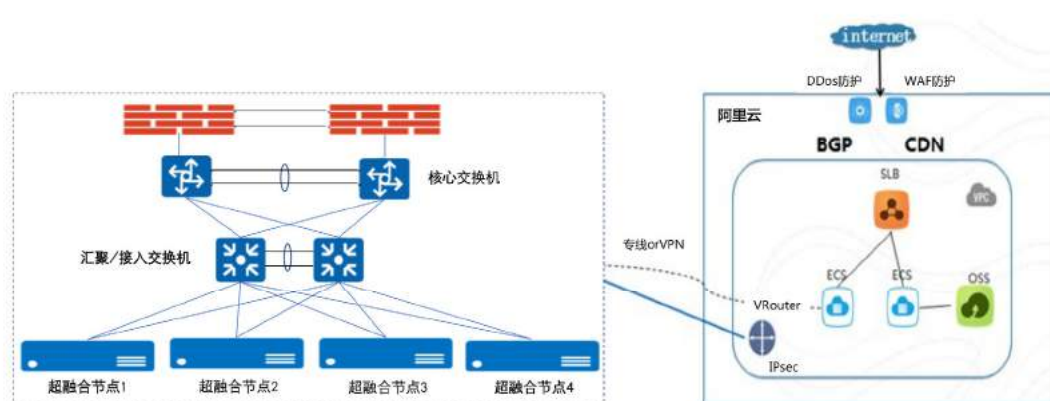 internet
DDos防护
WAF防护
阿里云
BGP
CDN
SLB
VPC
核心交换机
汇聚/接入交换机
专线orVPN
ECS
ECS
OSS
VRouter
IPsec
超融合节点1
超融合节点2
超融合节点3
超融合节点4